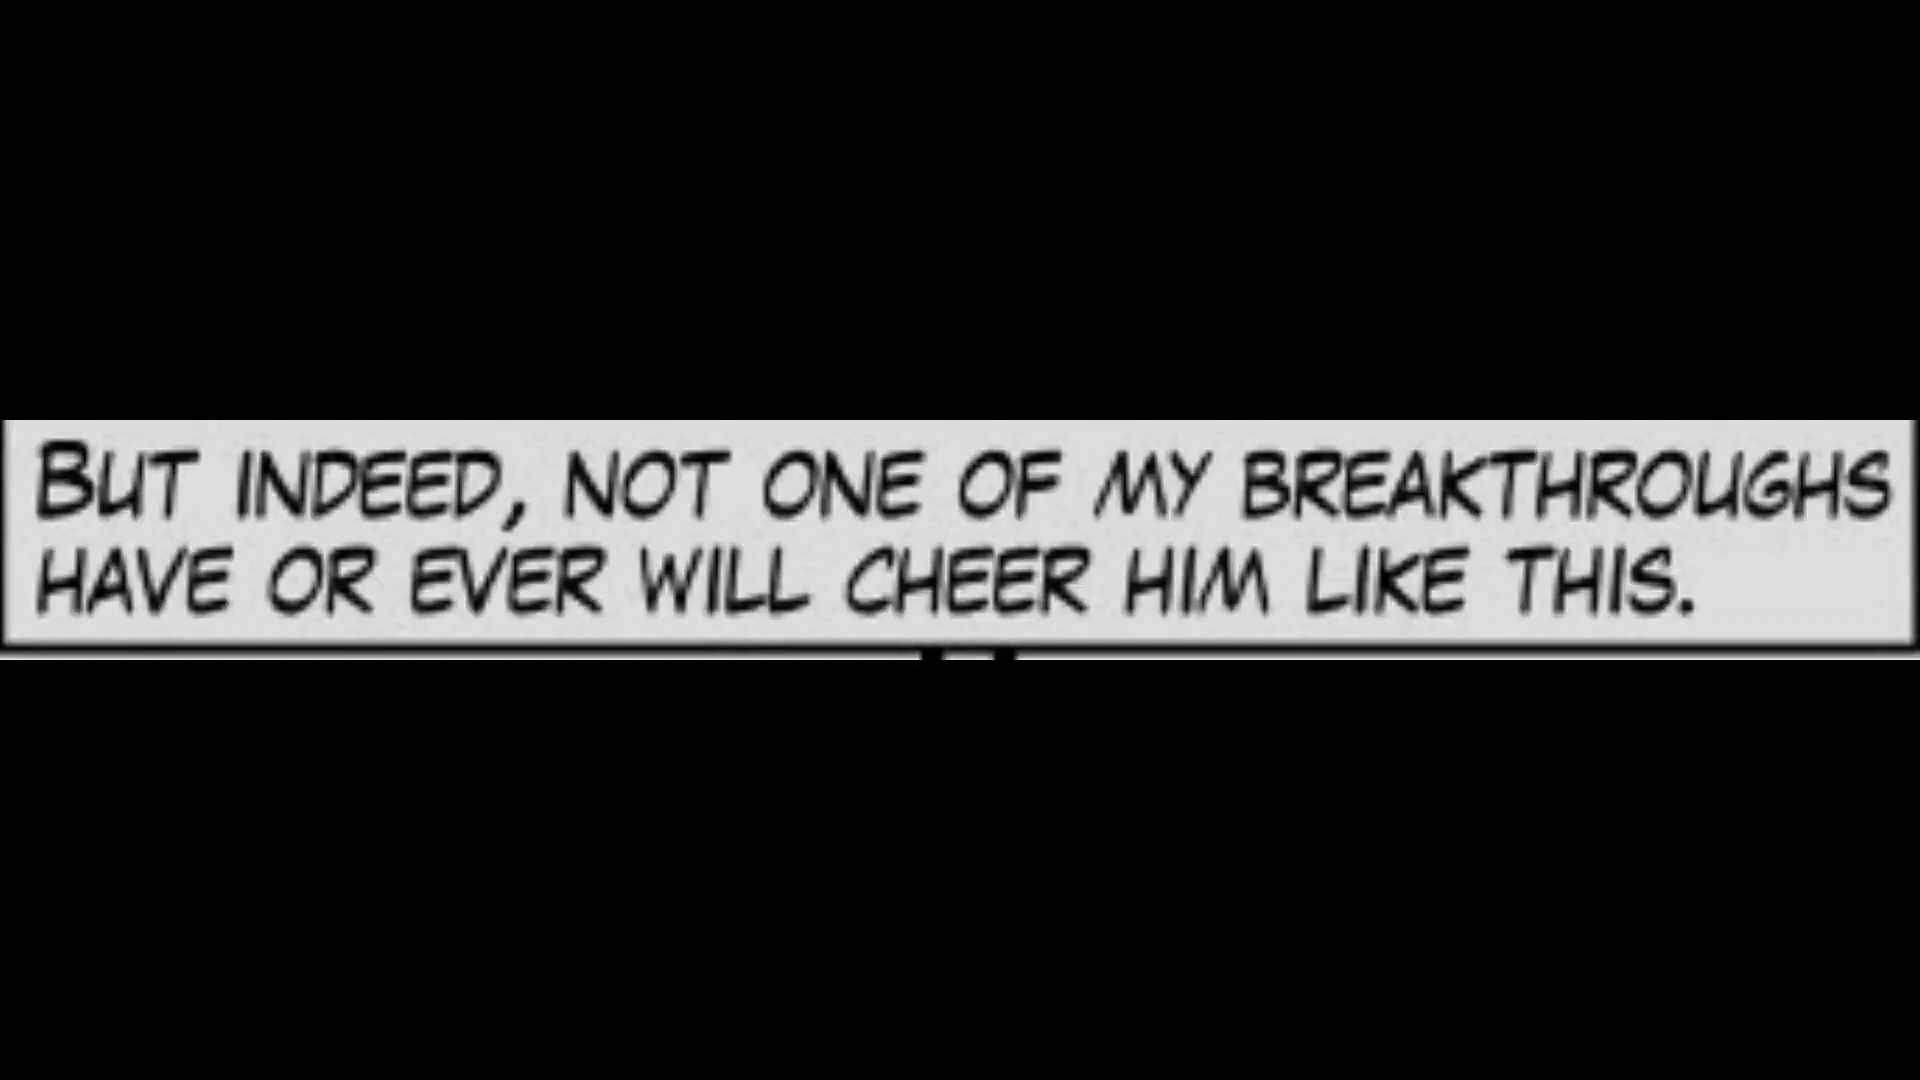 BUT INDEED, NOT ONE OF MY BREAKTHROUGHS
HAVE OR EVER WILL CHEER HIM LIKE THIS.